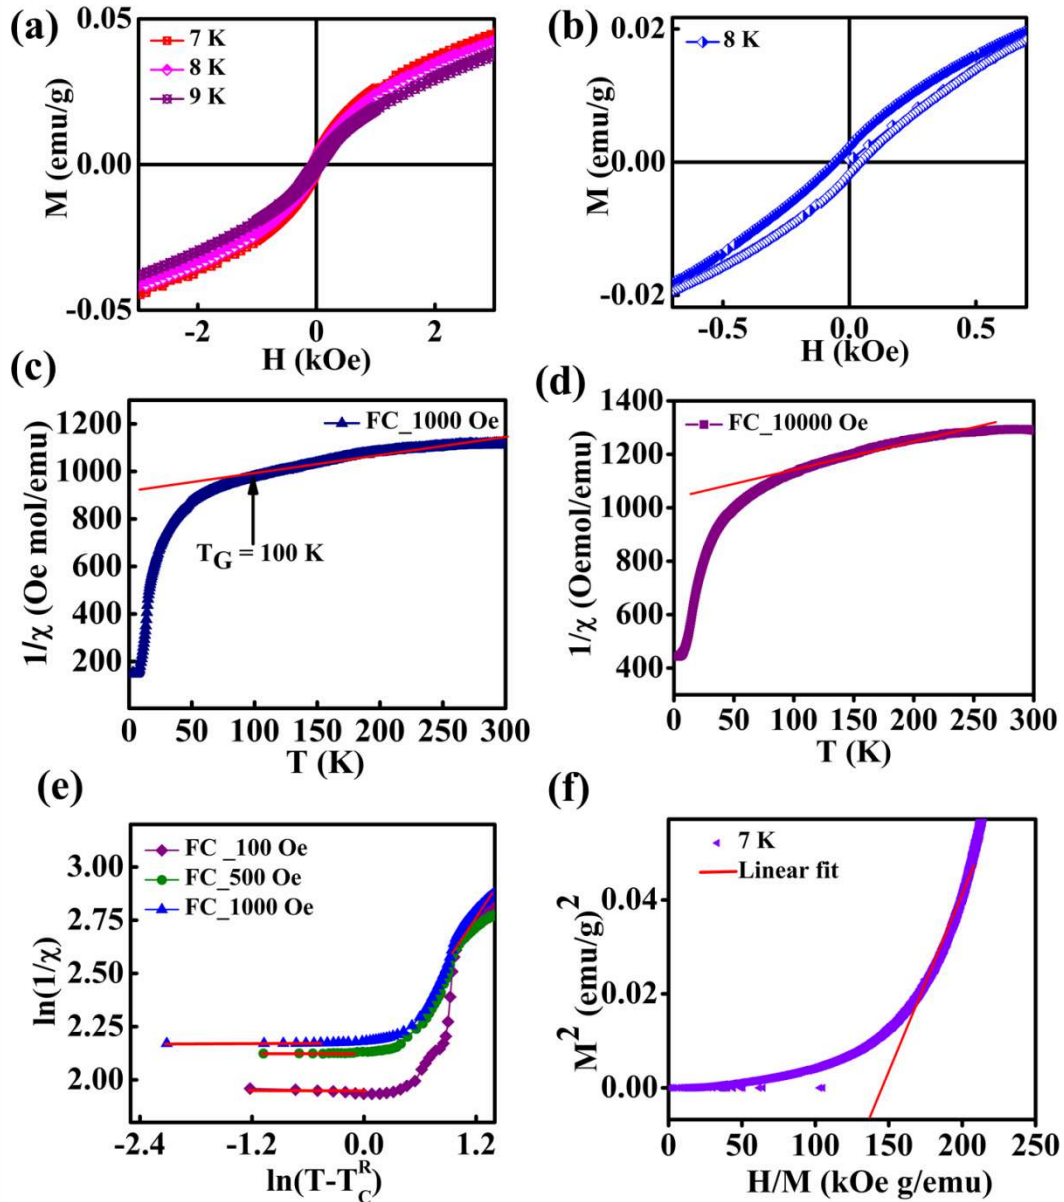 (a)
7 K
8 K
9 K
0.05
0.00
-0.05
M (emu/g)
-2
0
2
H (kOe)
(b)
8 K
0.02
0.00
-0.02
M (emu/g)
-0.5
0.0
0.5
H (kOe)
(c)
FC_1000 Oe
1200
1000
800
600
400
200
1/χ (Oe mol/emu)
T_G = 100 K
0 50 100 150 200 250 300
T (K)
(d)
FC_10000 Oe
1400
1200
1000
800
600
400
1/χ (Oemol/emu)
0 50 100 150 200 250 300
T (K)
(e)
FC _100 Oe
FC_500 Oe
FC_1000 Oe
3.00
2.75
2.50
2.25
2.00
ln(1/χ)
-2.4 -1.2 0.0 1.2
ln(T-T_C^R)
(f)
7 K
Linear fit
0.04
0.02
0.00
M^2 (emu/g)^2
0 50 100 150 200 250
H/M (kOe g/emu)